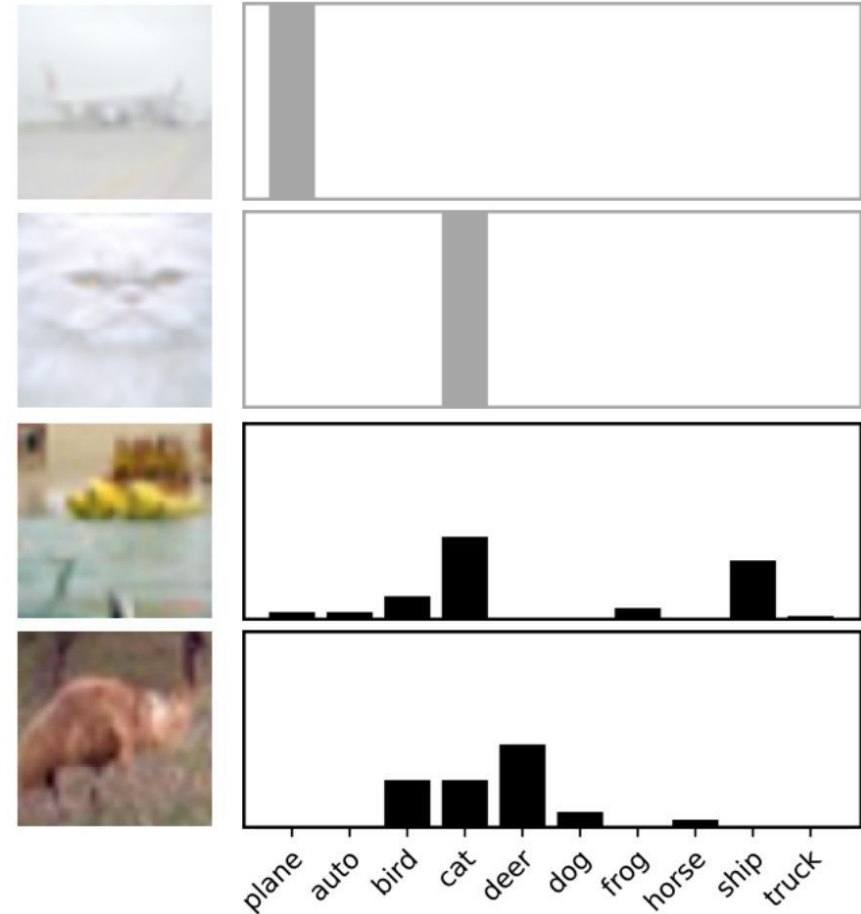 plane
auto
bird
cat
deer
dog
frog
horse
ship
truck